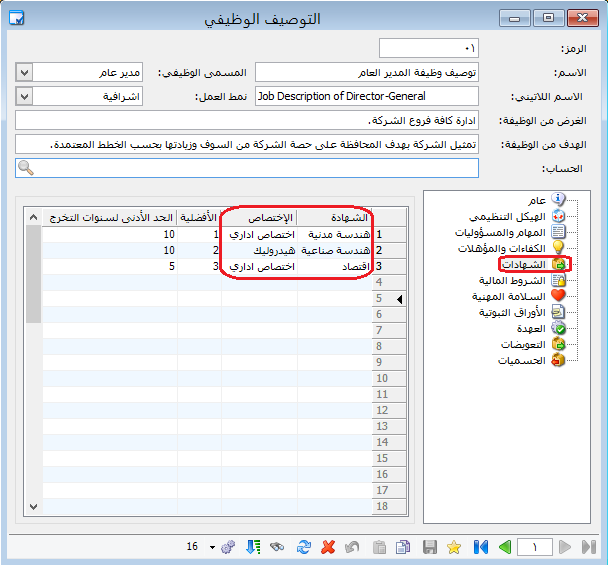 التوصيف الوظيفي
الرمز: ٠١
الاسم: توصيف وظيفة المدير العام المسمى الوظيفي: مدير عام
الاسم اللاتيني: Job Description of Director-General نمط العمل: اشرافية
الغرض من الوظيفة: ادارة كافة فروع الشركة.
الهدف من الوظيفة: تمثيل الشركة بهدف المحافظة على حصة الشركة من السوف وزيادتها بحسب الخطط المعتمدة.
الحساب:
عام
الهيكل التنظيمي
المهام والمسؤوليات
الكفاءات والمؤهلات
الشهادات
الشروط المالية
السلامة المهنية
الأوراق الثبوتية
العهدة
التعويضات
الحسميات
الشهادة الإختصاص الأفضلية الحد الأدنى لسنوات التخرج
1 هندسة مدنية اختصاص اداري 1 10
2 هندسة صناعية هيدروليك 2 10
3 اقتصاد اختصاص اداري 3 5
4
5
6
7
8
9
10
11
12
13
14
15
16
17
18
١
16